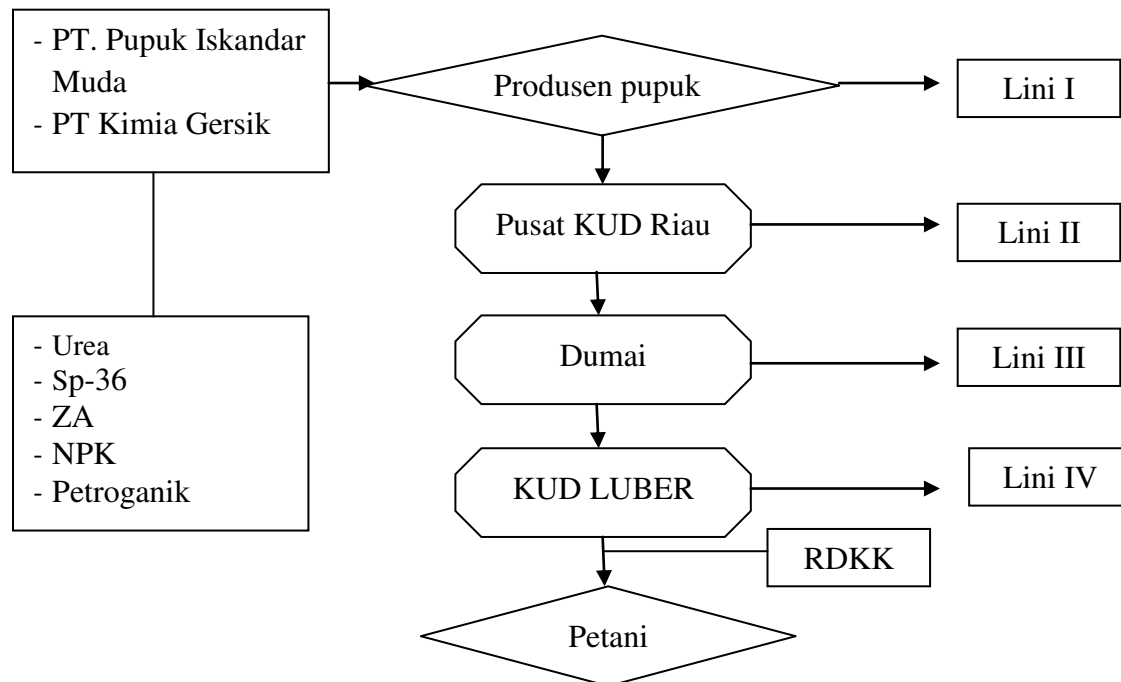 - PT. Pupuk Iskandar
Muda
- PT Kimia Gersik
Produsen pupuk
Lini I
Pusat KUD Riau
Lini II
- Urea
- Sp-36
- ZA
- NPK
- Petroganik
Dumai
Lini III
KUD LUBER
Lini IV
RDKK
Petani